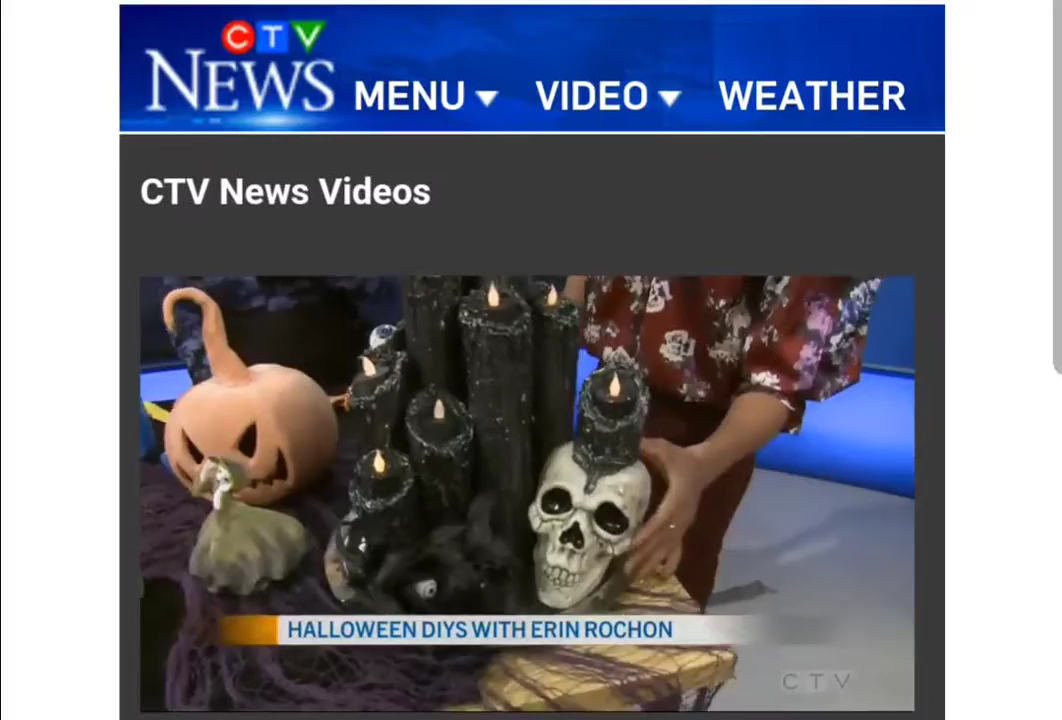 CTV
NEWS
MENU VIDEO WEATHER
CTV News Videos
HALLOWEEN DIYS WITH ERIN ROCHON
CTV